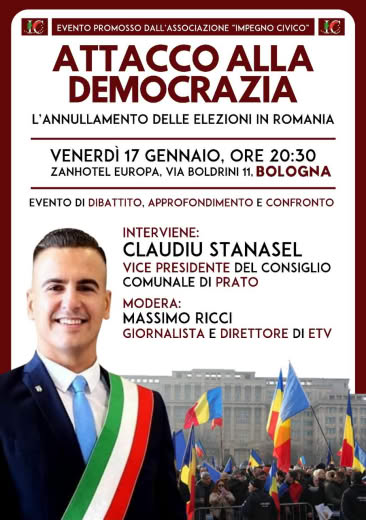 IC
EVENTO PROMOSSO DALL'ASSOCIAZIONE "IMPEGNO CIVICO"
IC
ATTACCO ALLA
DEMOCRAZIA
L'ANNULLAMENTO DELLE ELEZIONI IN ROMANIA
VENERDÌ 17 GENNAIO, ORE 20:30
ZANHOTEL EUROPA, VIA BOLDRINI 11, BOLOGNA
EVENTO DI DIBATTITO, APPROFONDIMENTO E CONFRONTO
INTERVIENE:
CLAUDIU STANASEL
VICE PRESIDENTE DEL CONSIGLIO
COMUNALE DI PRATO
MODERA:
MASSIMO RICCI
GIORNALISTA E DIRETTORE DI ETV